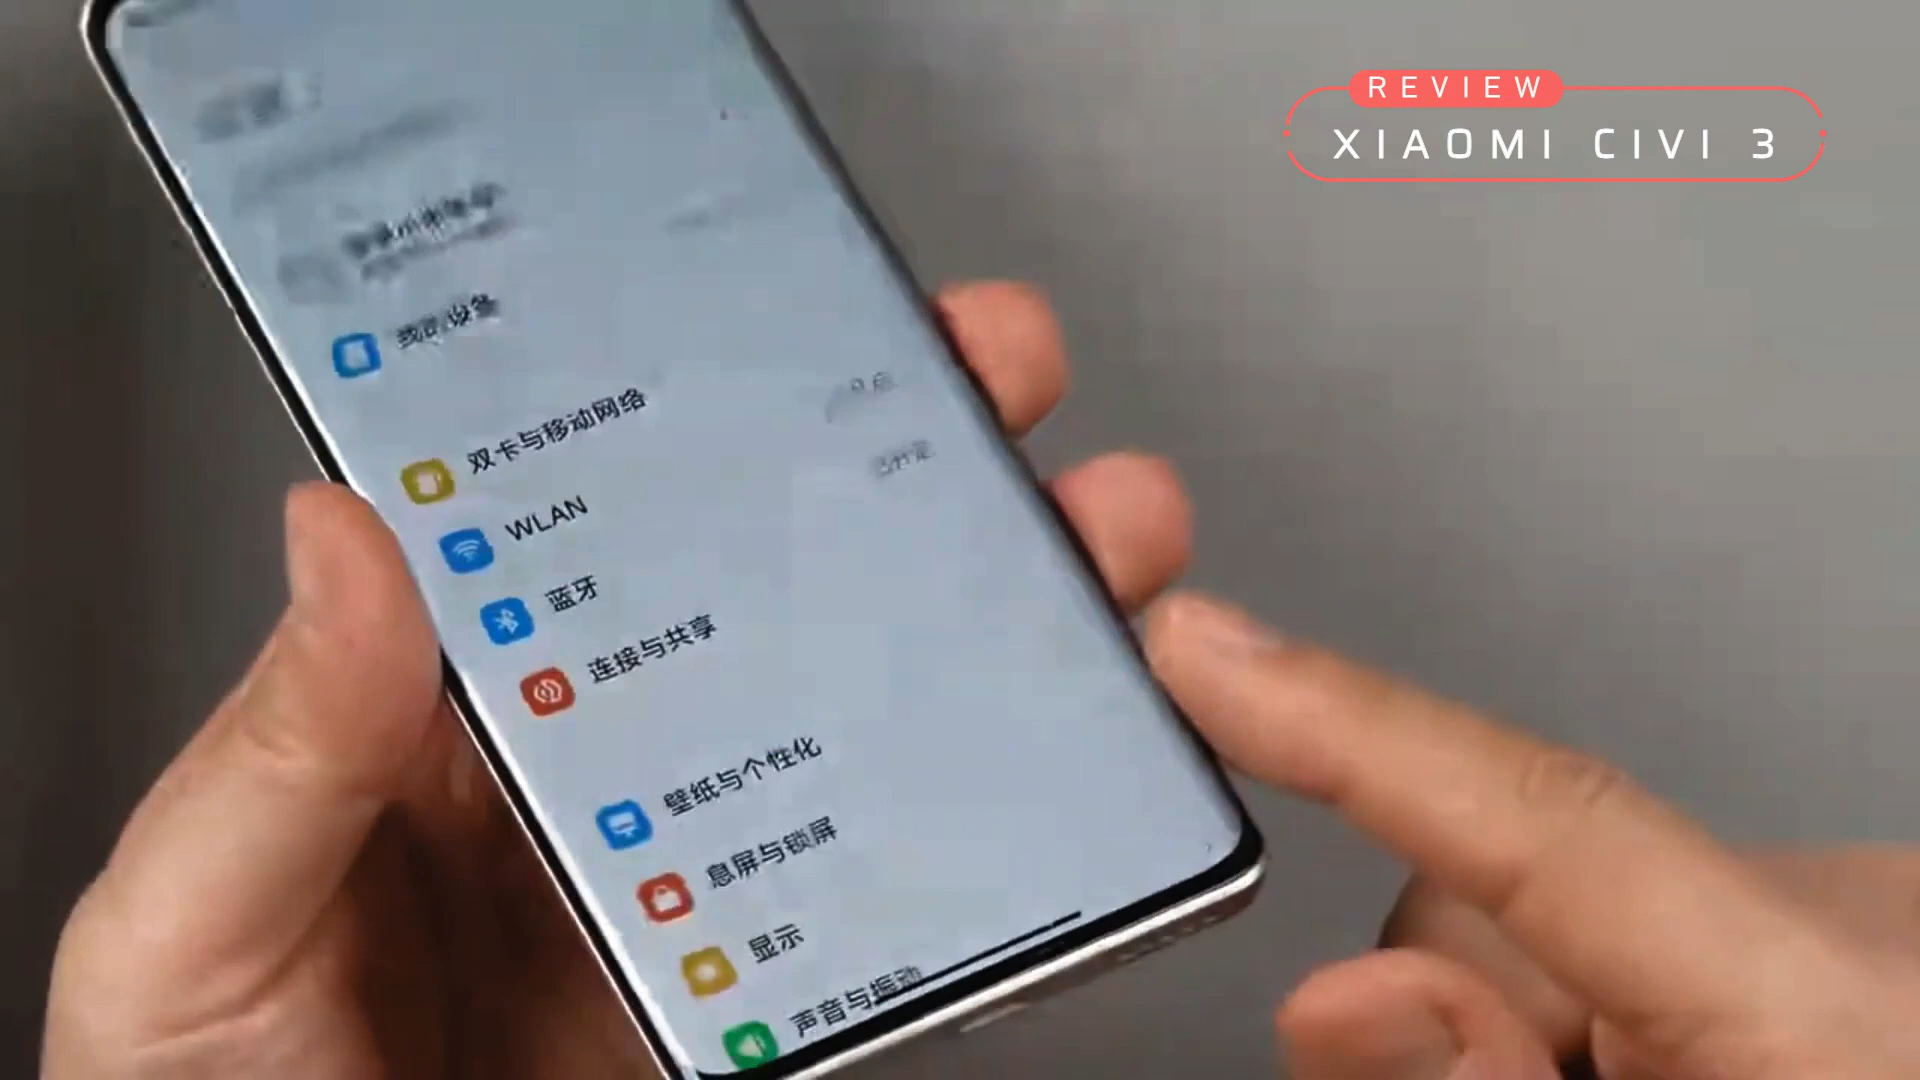 REVIEW
XIAOMI CIVI 3
我的设备
双卡与移动网络
WLAN
蓝牙
连接与共享
壁纸与个性化
息屏与锁屏
显示
声音与振动